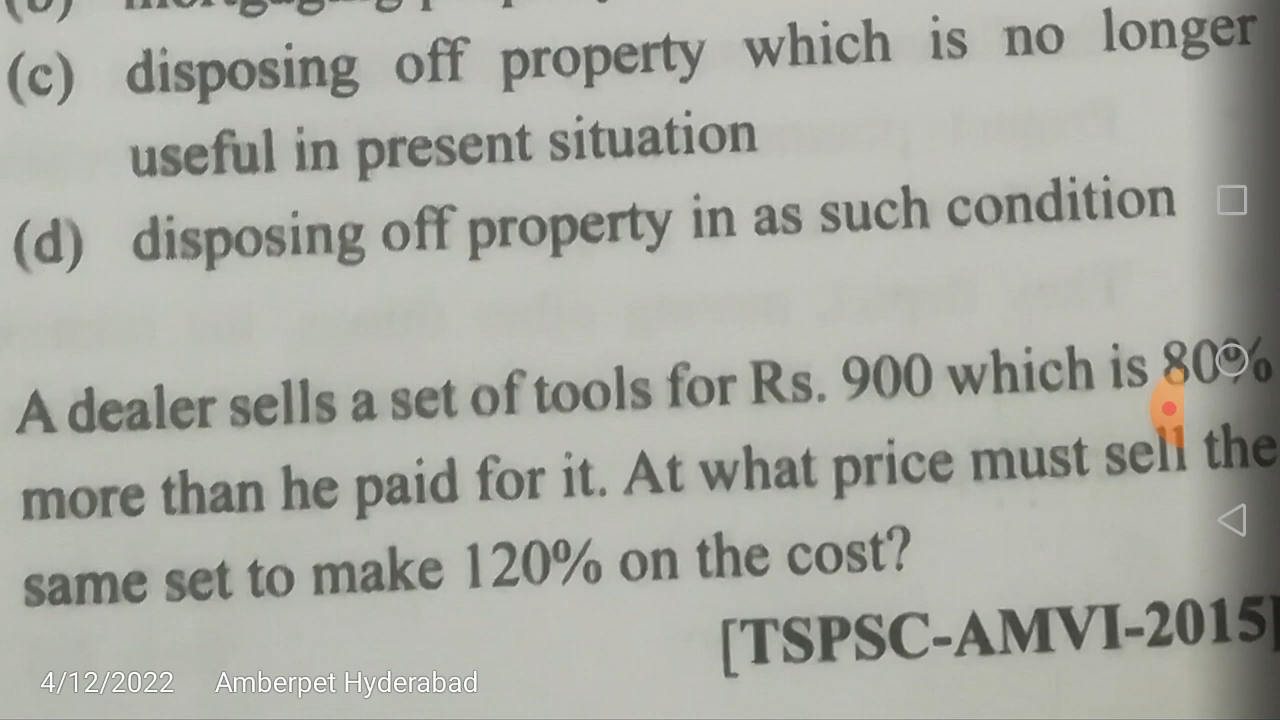 (c) disposing off property which is no longer
useful in present situation
(d) disposing off property in as such condition
A dealer sells a set of tools for Rs. 900 which is 80%
more than he paid for it. At what price must sell the
same set to make 120% on the cost?
[TSPSC-AMVI-2015]
4/12/2022 Amberpet Hyderabad